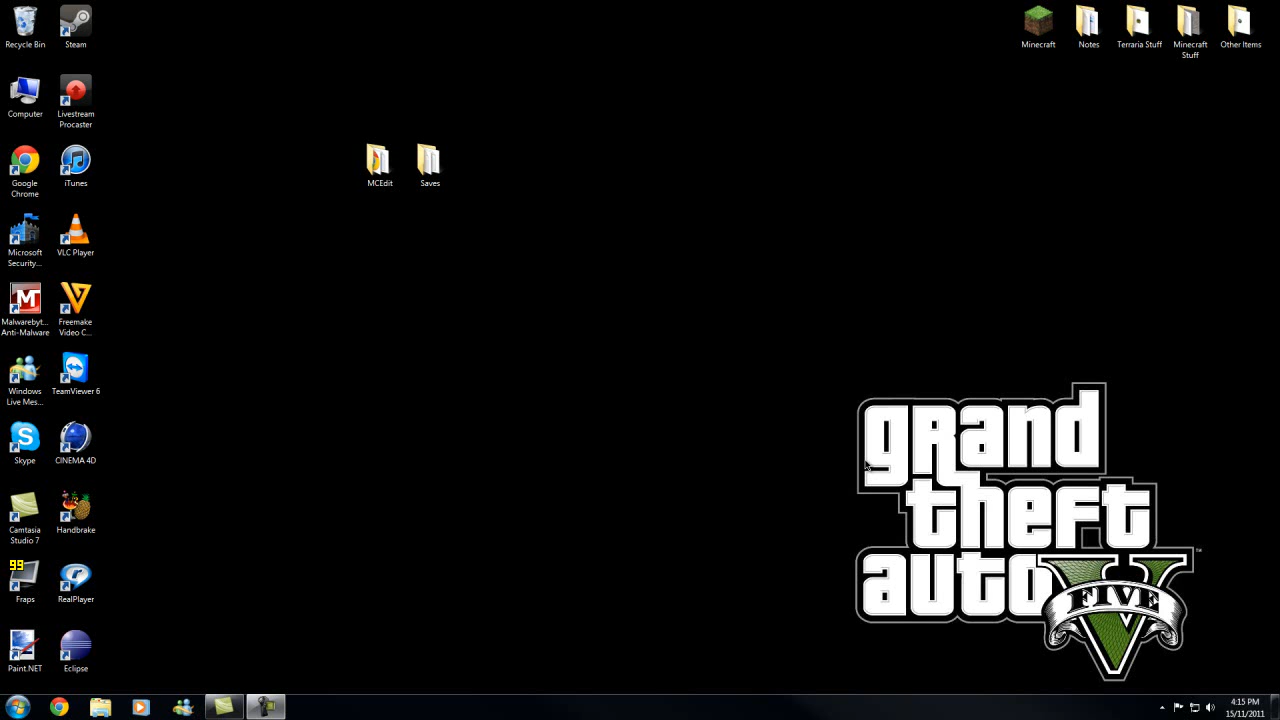 Recycle Bin
Steam
Computer
Livestream
Procaster
Google
Chrome
iTunes
Microsoft
Security...
VLC Player
Malwarebyt...
Anti-Malware
Freemake
Video C...
Windows
Live Mes...
TeamViewer 6
Skype
CINEMA 4D
Camtasia
Studio 7
Handbrake
99
Fraps
RealPlayer
Paint.NET
Eclipse
MCEdit
Saves
Minecraft
Notes
Terraria Stuff
Minecraft
Stuff
Other Items
grand
theft
auto
V
FIVE
™
4:15 PM
15/11/2011